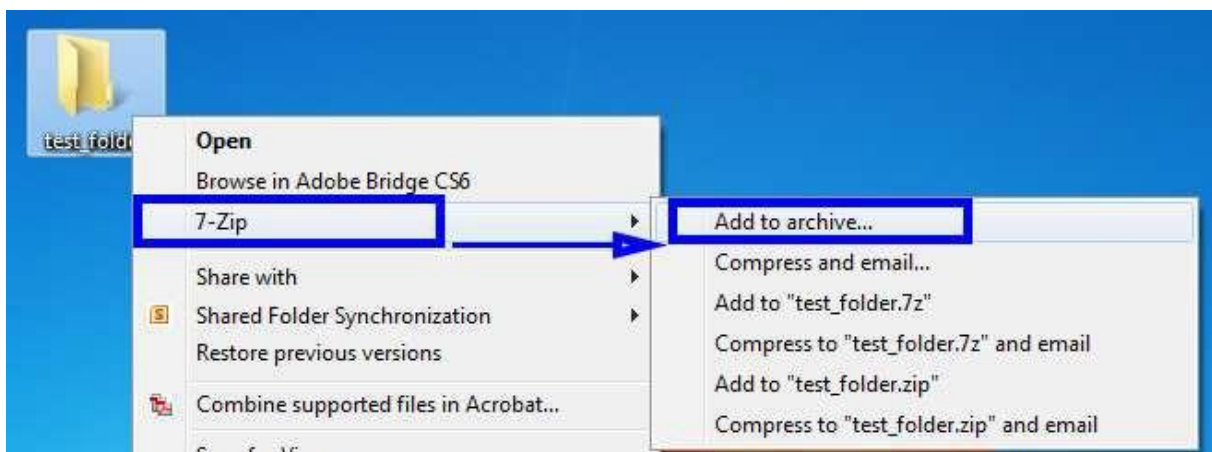 test_fold
Open
Browse in Adobe Bridge CS6
7-Zip
Share with
Shared Folder Synchronization
Restore previous versions
Combine supported files in Acrobat...
Add to archive...
Compress and email...
Add to "test_folder.7z"
Compress to "test_folder.7z" and email
Add to "test_folder.zip"
Compress to "test_folder.zip" and email